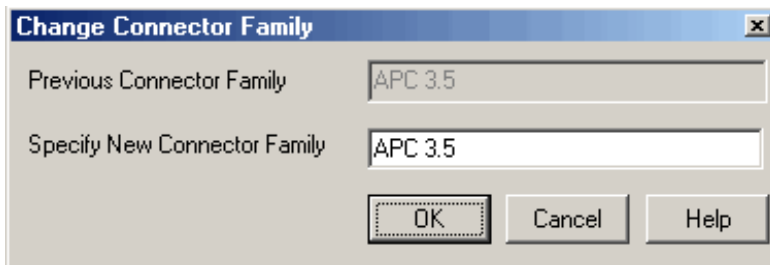 Change Connector Family
Previous Connector Family APC 3.5
Specify New Connector Family APC 3.5
OK Cancel Help